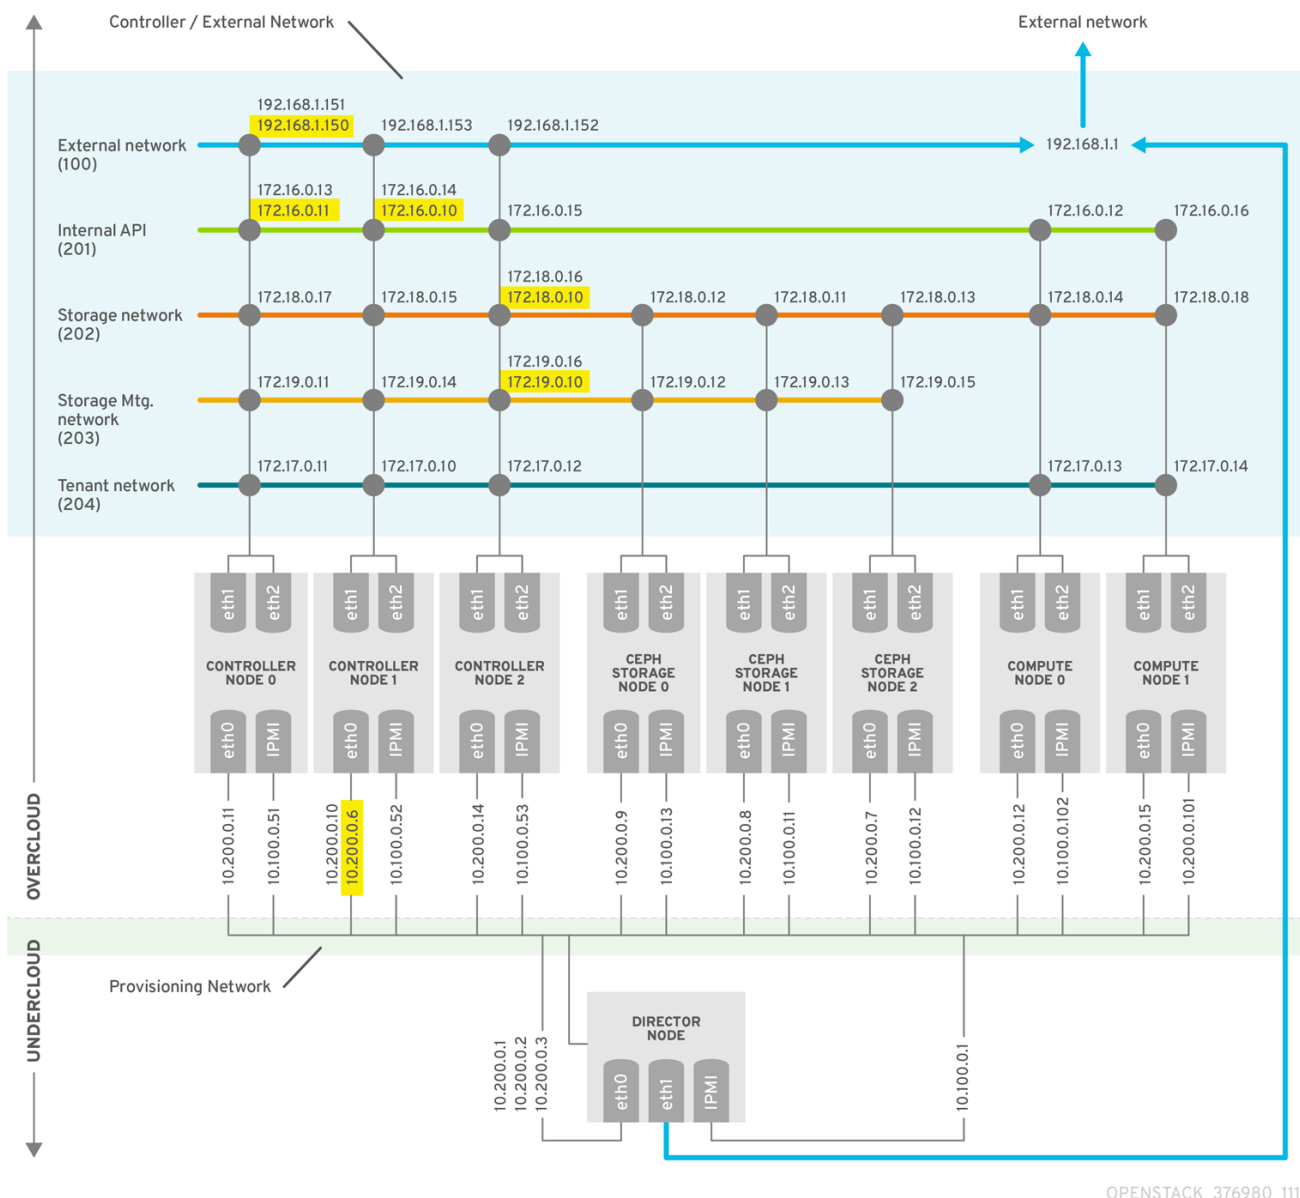 Controller / External Network
External network
192.168.1.151
192.168.1.150
192.168.1.153
192.168.1.152
External network
(100)
192.168.1.1
172.16.0.13
172.16.0.11
172.16.0.14
172.16.0.10
172.16.0.15
172.16.0.12
172.16.0.16
Internal API
(201)
172.18.0.17
172.18.0.15
172.18.0.16
172.18.0.10
172.18.0.12
172.18.0.11
172.18.0.13
172.18.0.14
172.18.0.18
Storage network
(202)
172.19.0.11
172.19.0.14
172.19.0.16
172.19.0.10
172.19.0.12
172.19.0.13
172.19.0.15
Storage Mtg.
network
(203)
172.17.0.11
172.17.0.10
172.17.0.12
172.17.0.13
172.17.0.14
Tenant network
(204)
eth1
eth2
eth1
eth2
eth1
eth2
eth1
eth2
eth1
eth2
eth1
eth2
eth1
eth2
eth1
eth2
CONTROLLER
NODE 0
CONTROLLER
NODE 1
CONTROLLER
NODE 2
CEPH
STORAGE
NODE 0
CEPH
STORAGE
NODE 1
CEPH
STORAGE
NODE 2
COMPUTE
NODE 0
COMPUTE
NODE 1
eth0
IPMI
eth0
IPMI
eth0
IPMI
eth0
IPMI
eth0
IPMI
eth0
IPMI
eth0
IPMI
eth0
IPMI
OVERCLOUD
10.200.0.11
10.100.0.51
10.200.0.10
10.200.0.6
10.100.0.52
10.200.0.14
10.100.0.53
10.200.0.9
10.100.0.13
10.200.0.8
10.100.0.11
10.200.0.7
10.100.0.12
10.200.0.12
10.100.0.102
10.200.0.15
10.200.0.101
UNDERCLOUD
Provisioning Network
DIRECTOR
NODE
10.200.0.1
10.200.0.2
10.200.0.3
eth0
eth1
IPMI
10.100.0.1
OPENSTACK_376980_111